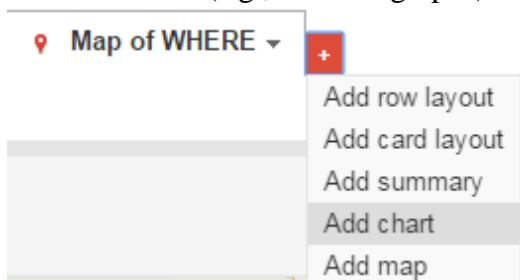 Map of WHERE
+
Add row layout
Add card layout
Add summary
Add chart
Add map